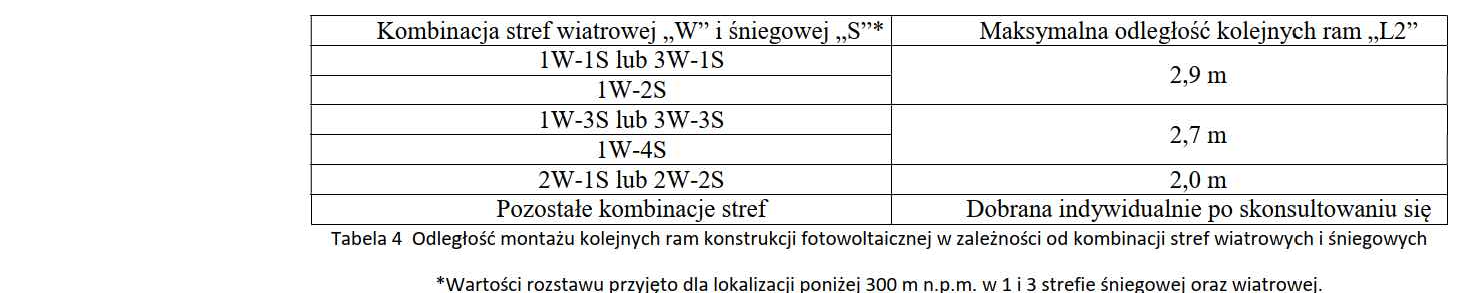 Kombinacja stref wiatrowej „W” i śniegowej „S”* Maksymalna odległość kolejnych ram „L2”
1W-1S lub 3W-1S
2,9 m
1W-2S
1W-3S lub 3W-3S
2,7 m
1W-4S
2W-1S lub 2W-2S 2,0 m
Pozostałe kombinacje stref Dobrana indywidualnie po skonsultowaniu się
Tabela 4 Odległość montażu kolejnych ram konstrukcji fotowoltaicznej w zależności od kombinacji stref wiatrowych i śniegowych
*Wartości rozstawu przyjęto dla lokalizacji poniżej 300 m n.p.m. w 1 i 3 strefie śniegowej oraz wiatrowej.